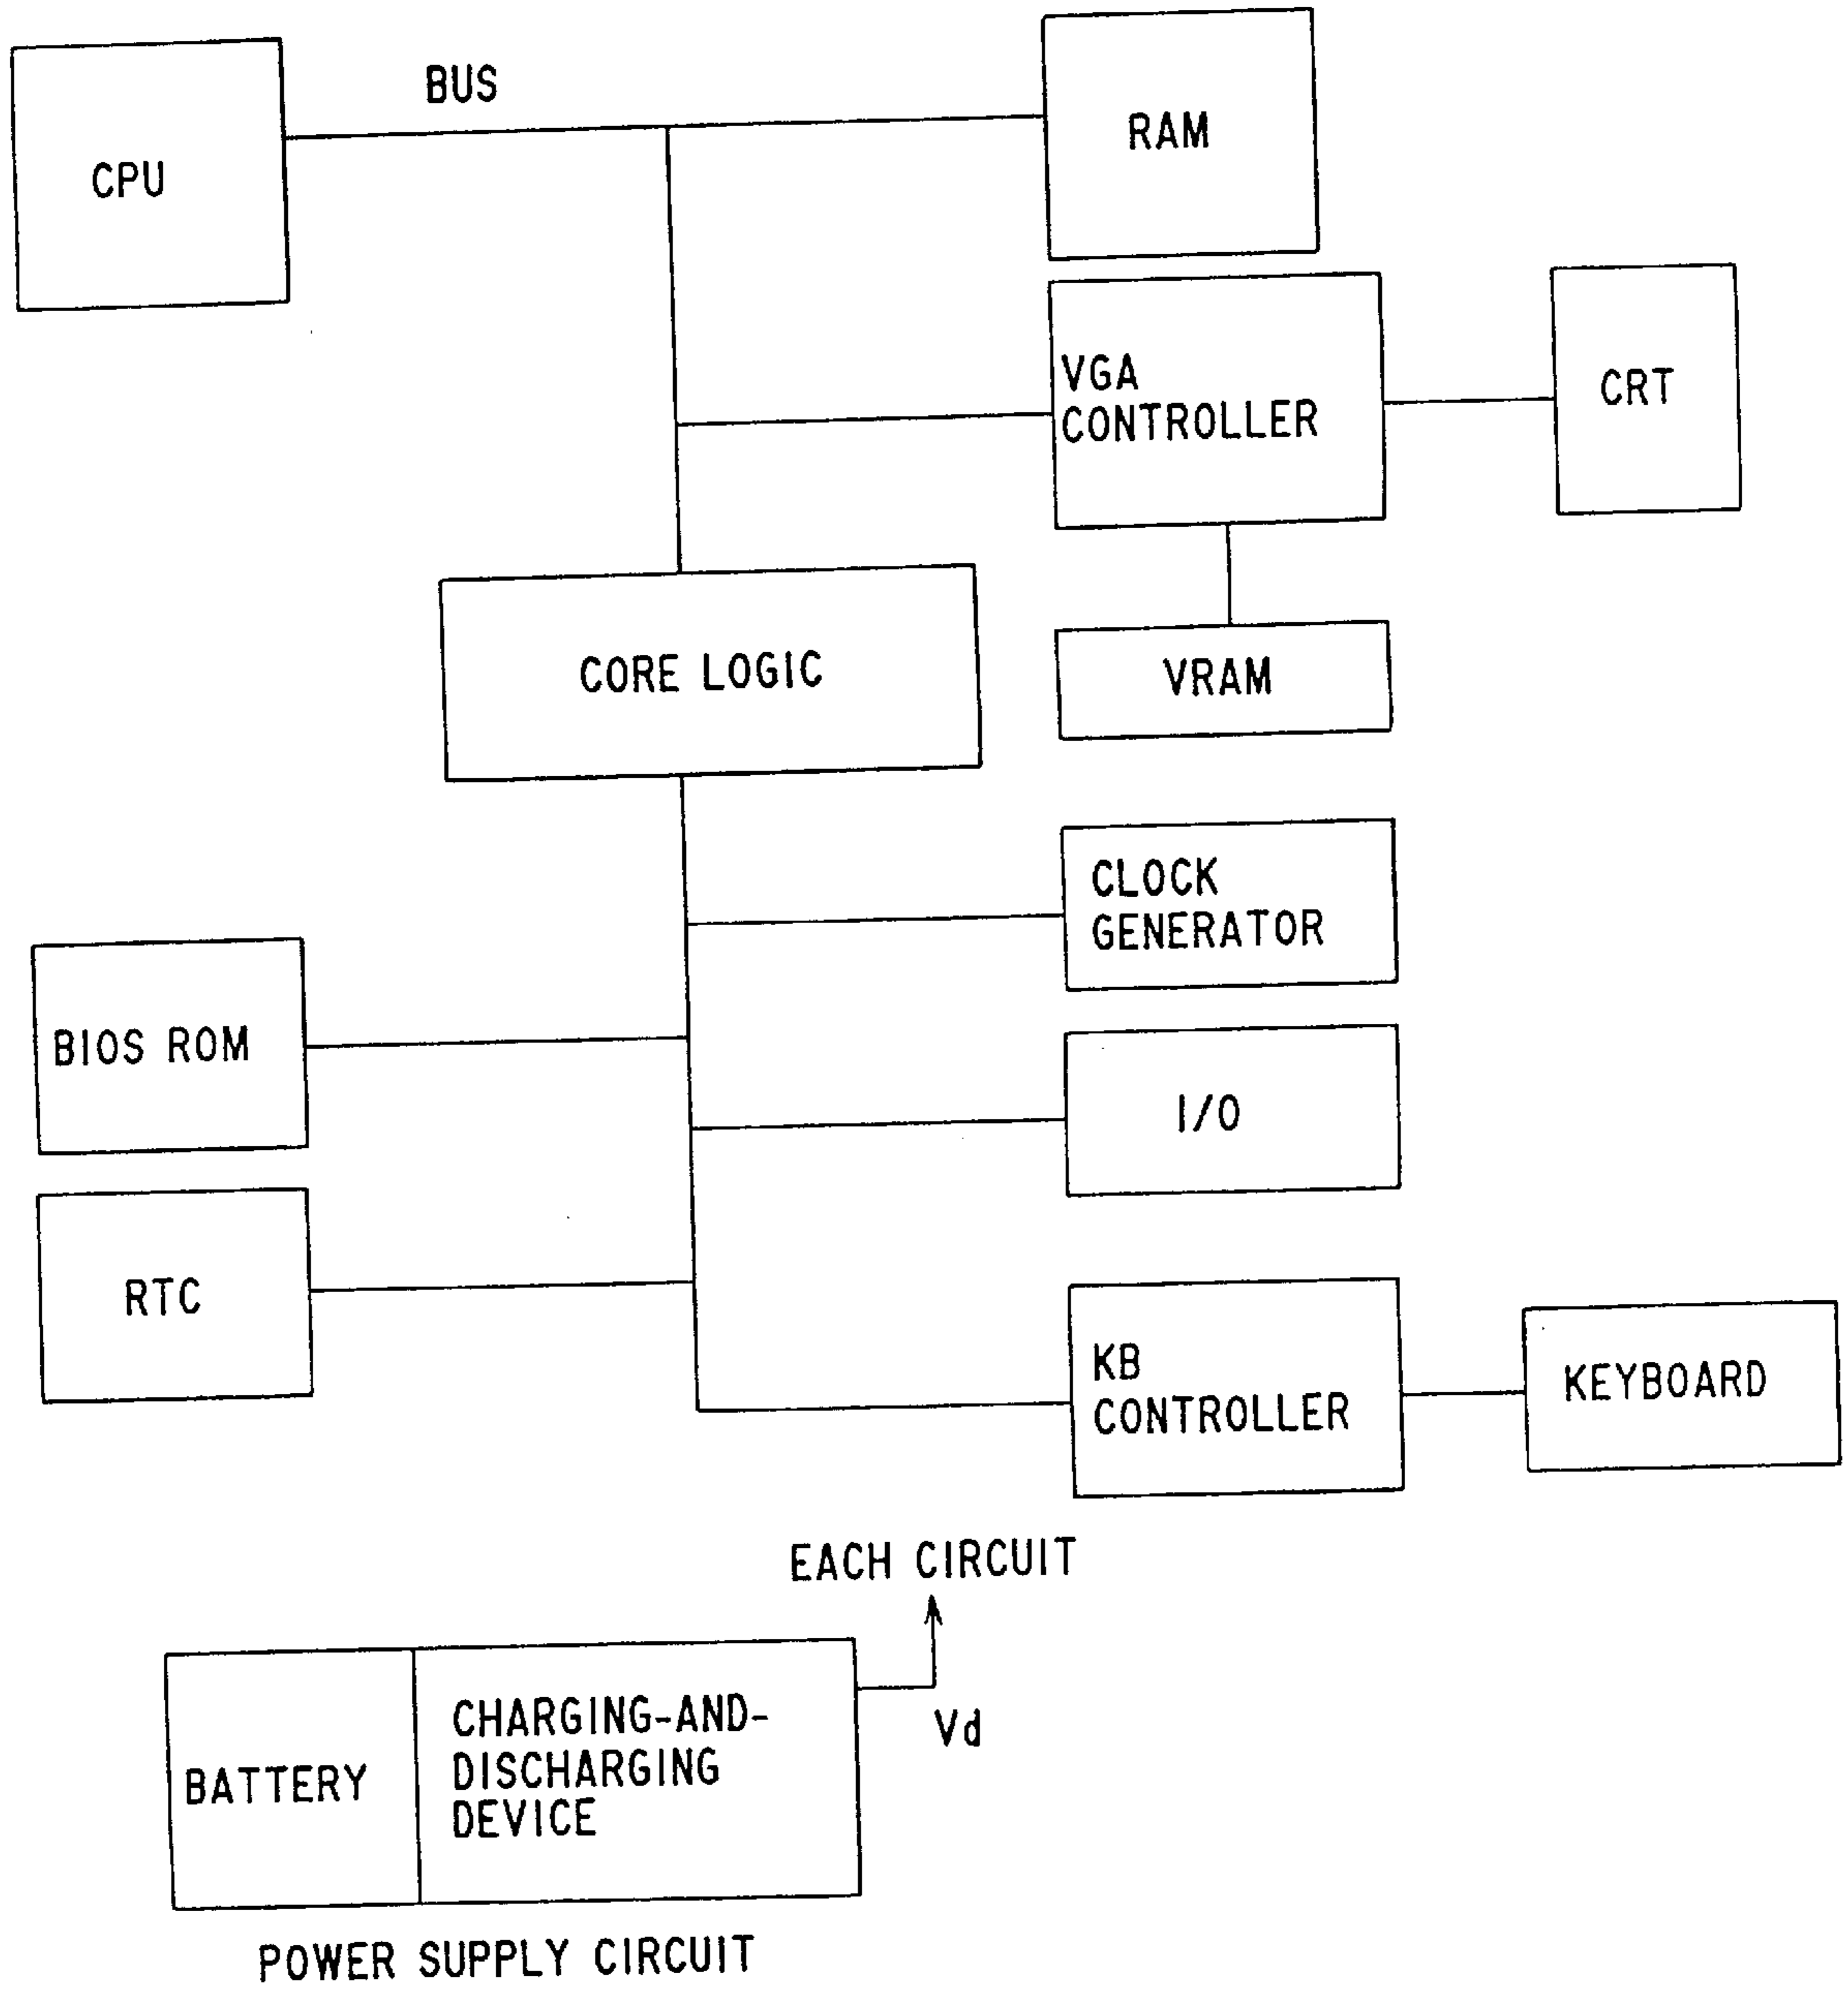 BUS
CPU
RAM
VGA
CONTROLLER
CRT
CORE LOGIC
VRAM
CLOCK
GENERATOR
BIOS ROM
I/O
RTC
KB
CONTROLLER
KEYBOARD
EACH CIRCUIT
Vd
BATTERY
CHARGING-AND-
DISCHARGING
DEVICE
POWER SUPPLY CIRCUIT